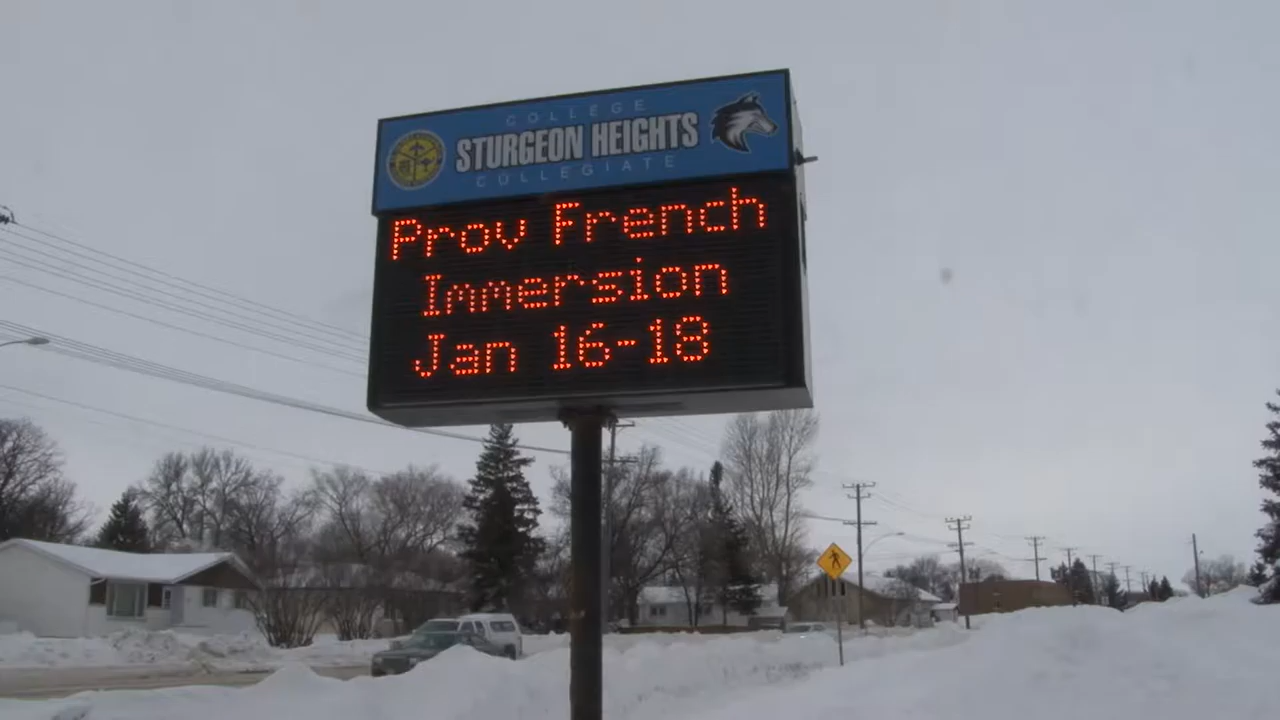 COLLEGE
STURGEON HEIGHTS
COLLEGIATE
Prov French
Immersion
Jan 16-18